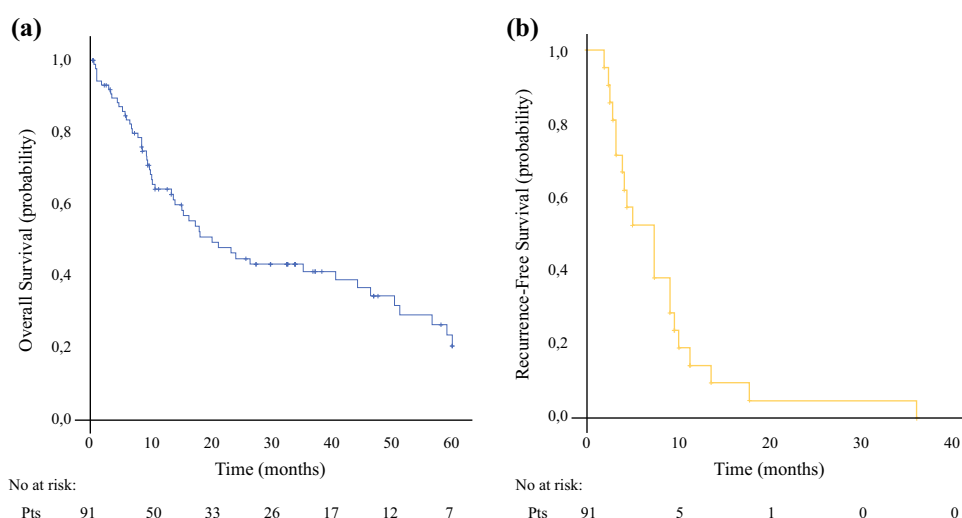 (a)
Overall Survival (probability)
1,0
0,8
0,6
0,4
0,2
0,0
0 10 20 30 40 50 60
Time (months)
No at risk:
Pts 91 50 33 26 17 12 7
(b)
Recurrence-Free Survival (probability)
1,0
0,8
0,6
0,4
0,2
0,0
0 10 20 30 40
Time (months)
No at risk:
Pts 91 5 1 0 0